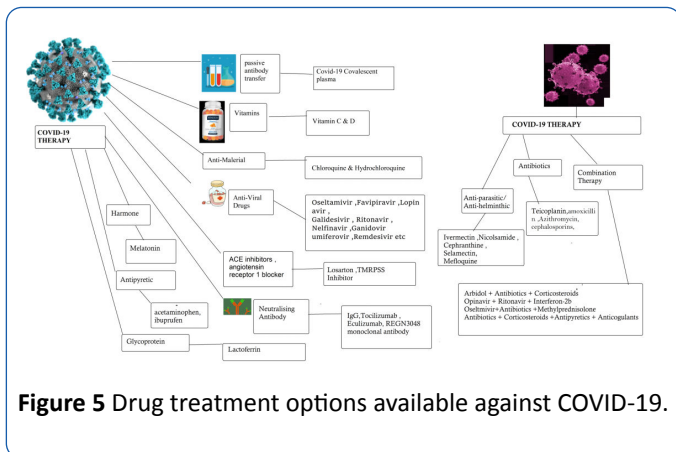 passive
antibody
transfer
Covid-19 Covalescent
plasma
Vitamins
Vitamin C & D
COVID-19
THERAPY
Anti-Malerial
Chloroquine & Hydrochloroquine
Anti-Viral
Drugs
Oseltamivir ,Favipiravir ,Lopin
avir ,
Galidesivir , Ritonavir ,
Nelfinavir ,Ganidovir
umiferovir ,Remdesivir etc
Harmone
Melatonin
ACE inhibitors ,
angiotensin
receptor 1 blocker
Losarton ,TMRPSS
Inhibitor
Antipyretic
acetaminophen,
ibuprufen
Neutralising
Antibody
IgG,Tocilizumab ,
Eculizumab, REGN3048
monoclonal antibody
Glycoprotein
Lactoferrin
COVID-19 THERAPY
Antibiotics
Combination
Therapy
Anti-parasitic/
Anti-helminthic
Teicoplanin,amoxicilli
n ,Azithromycin,
cephalosporins,
Ivermectin ,Nicolsamide ,
Cephranthine ,
Selamectin,
Mefloquine
Arbidol + Antibiotics + Corticosteroids
Opinavir + Ritonavir + Interferon-2b
Oseltmivir+Antibiotics +Methylprednisolone
Antibiotics + Corticosteroids +Antipyretics + Anticogulants
Figure 5 Drug treatment options available against COVID-19.